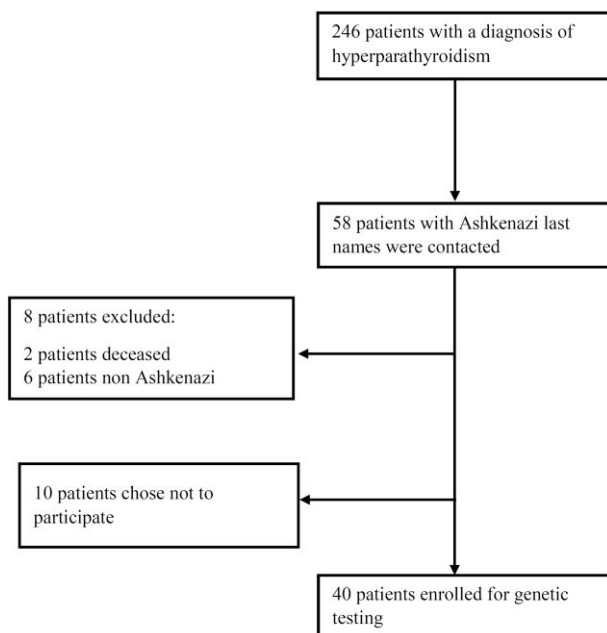 246 patients with a diagnosis of
hyperparathyroidism
58 patients with Ashkenazi last
names were contacted
8 patients excluded:
2 patients deceased
6 patients non Ashkenazi
10 patients chose not to
participate
40 patients enrolled for genetic
testing